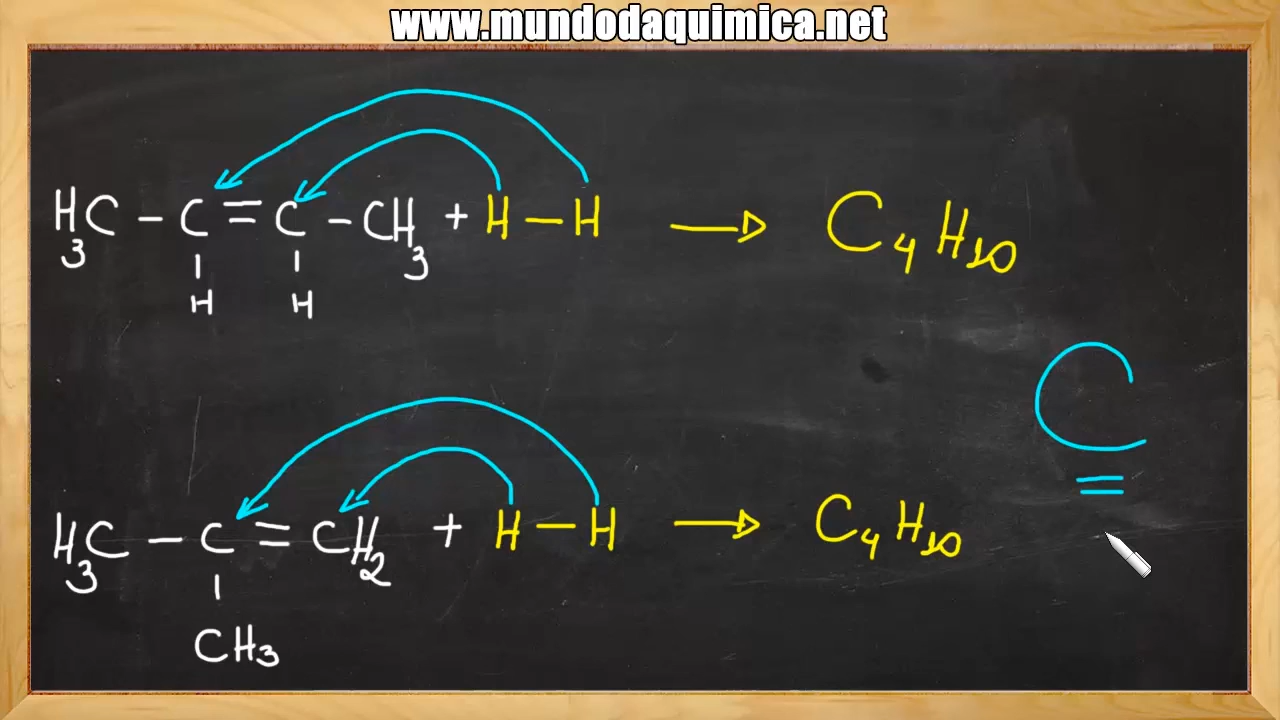 www.mundodaquimica.net
H₃C – C = C – CH₃ + H – H → C₄H₁₀
H H
C
=
H₃C – C = CH₂ + H – H → C₄H₁₀
CH₃